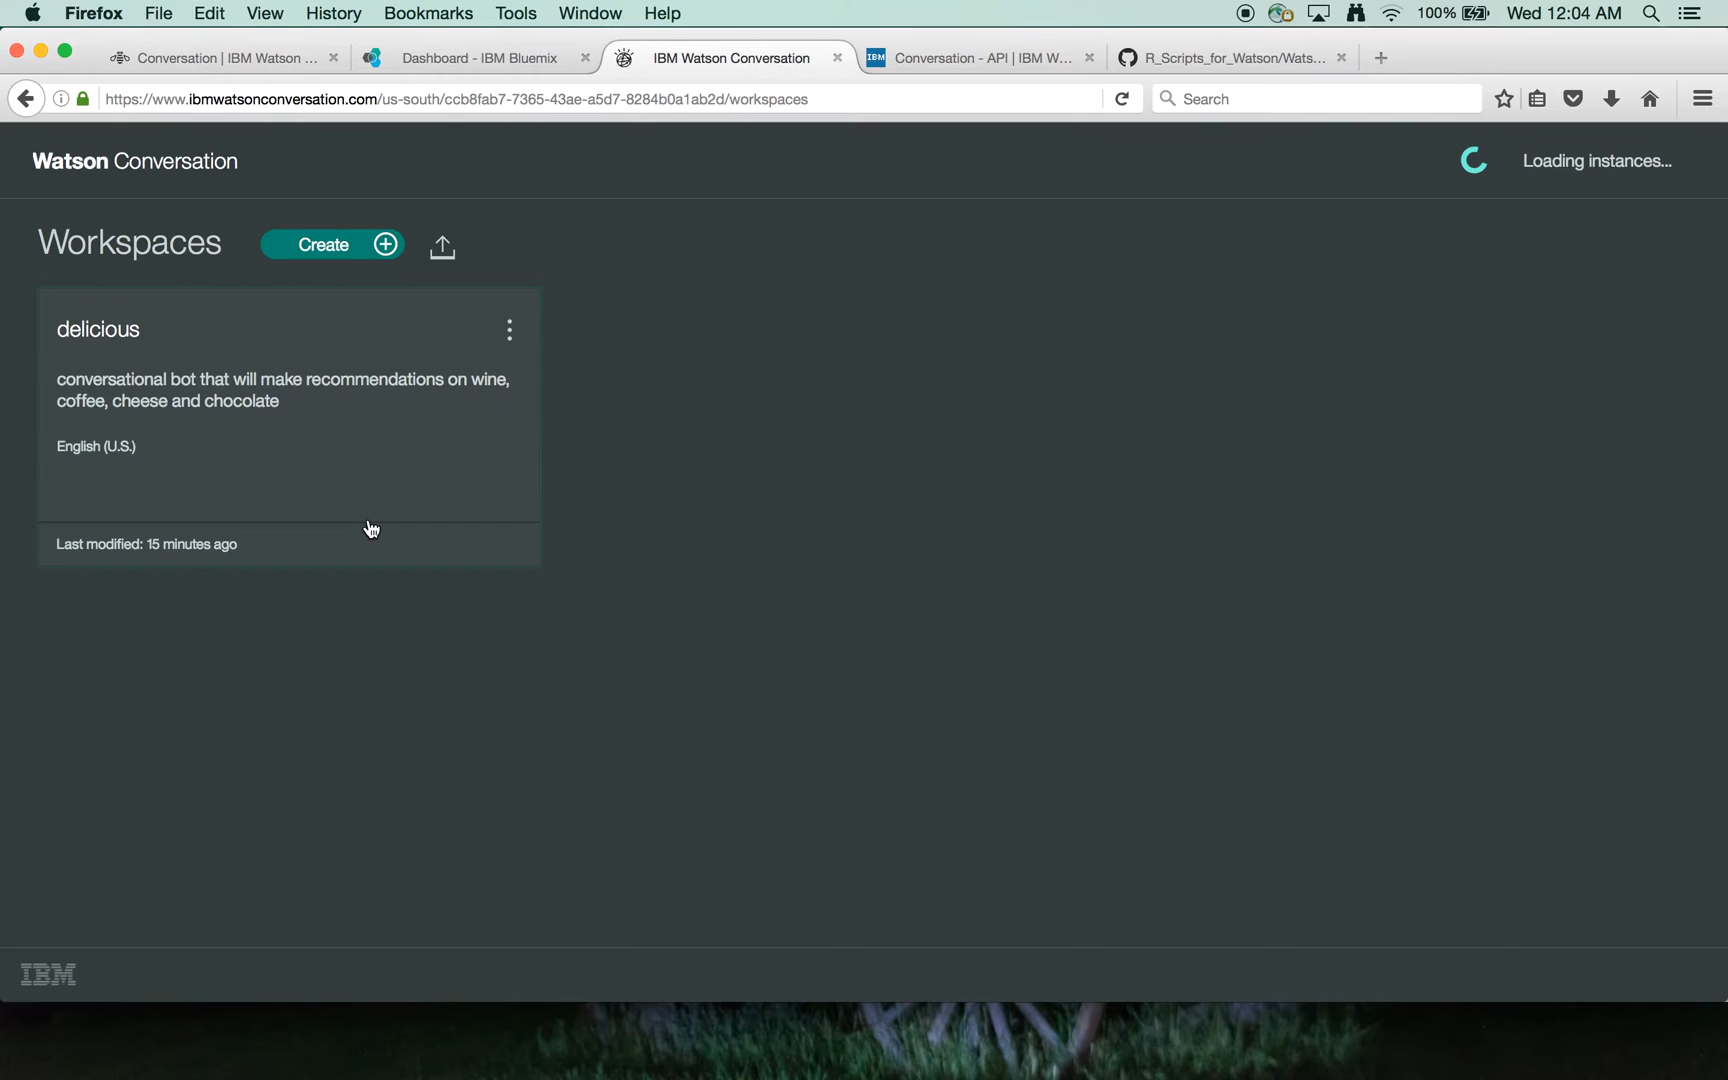 Firefox File Edit View History Bookmarks Tools Window Help 100% Wed 12:04 AM
Conversation | IBM Watson ... Dashboard - IBM Bluemix IBM Watson Conversation IBM Conversation - API | IBM W... R_Scripts_for_Watson/Wats...
https://www.ibmwatsonconversation.com/us-south/ccb8fab7-7365-43ae-a5d7-8284b0a1ab2d/workspaces Search
Watson Conversation Loading instances...
Workspaces Create
delicious
conversational bot that will make recommendations on wine,
coffee, cheese and chocolate
English (U.S.)
Last modified: 15 minutes ago
IBM